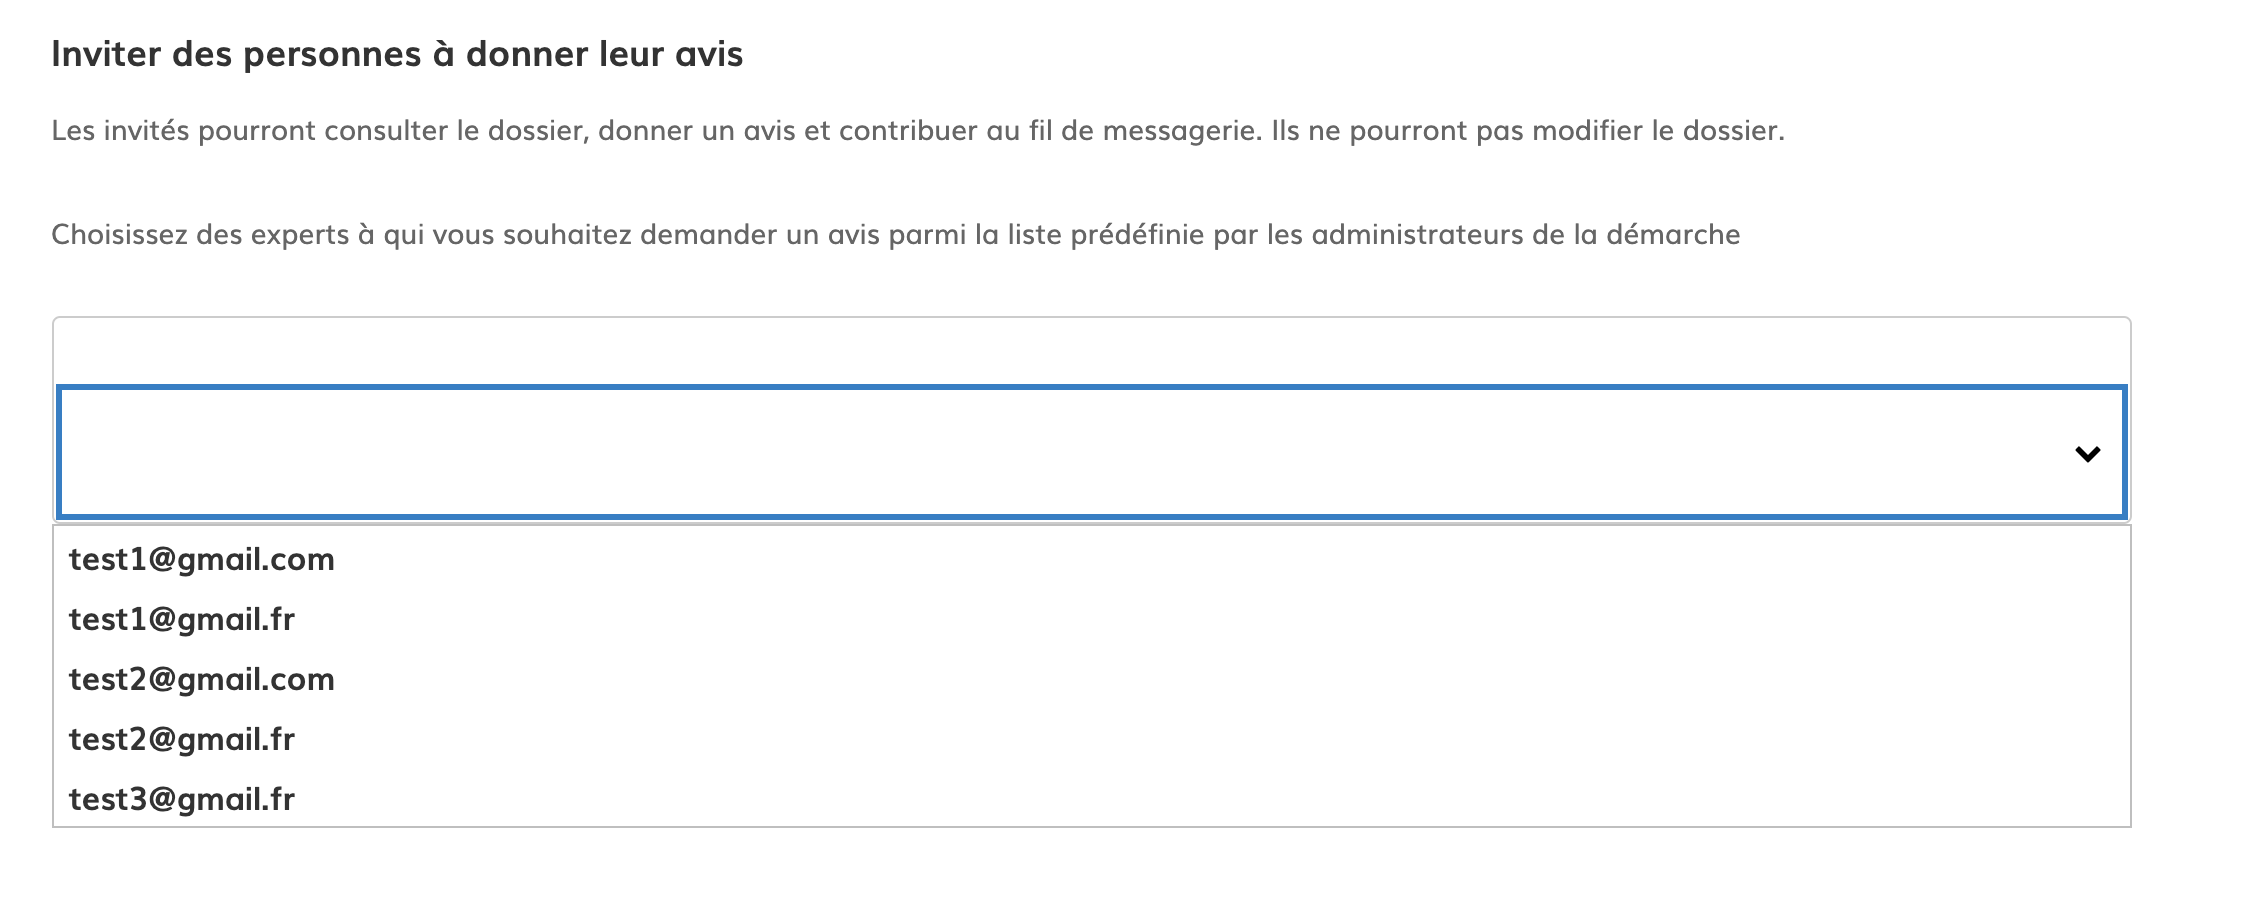 Inviter des personnes à donner leur avis
Les invités pourront consulter le dossier, donner un avis et contribuer au fil de messagerie. Ils ne pourront pas modifier le dossier.
Choisissez des experts à qui vous souhaitez demander un avis parmi la liste prédéfinie par les administrateurs de la démarche
test1@gmail.com
test1@gmail.fr
test2@gmail.com
test2@gmail.fr
test3@gmail.fr